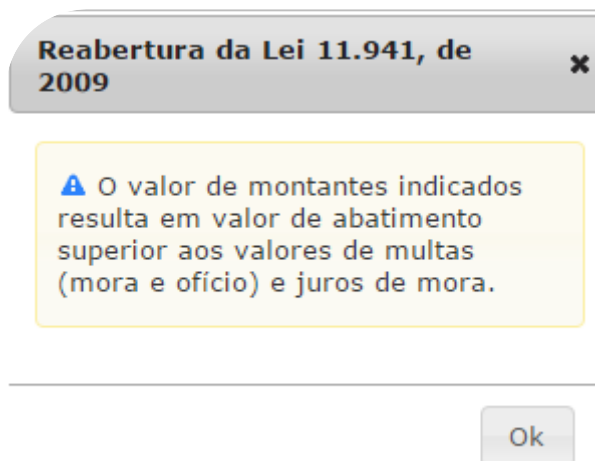 Reabertura da Lei 11.941, de
2009
O valor de montantes indicados
resulta em valor de abatimento
superior aos valores de multas
(mora e ofício) e juros de mora.
Ok